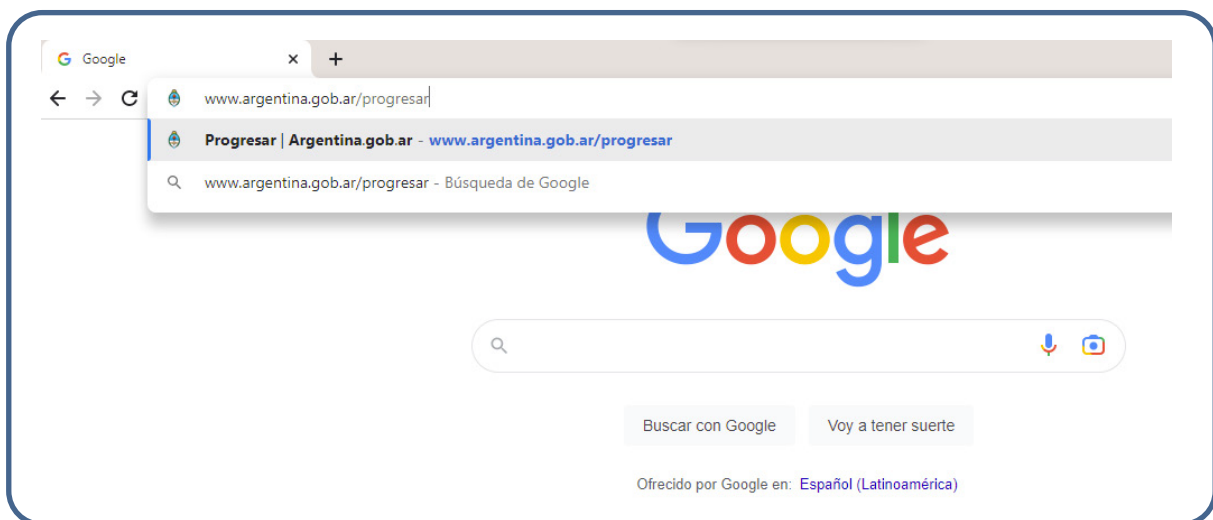 Google
www.argentina.gob.ar/progresar
Progresar | Argentina.gob.ar - www.argentina.gob.ar/progresar
www.argentina.gob.ar/progresar - Búsqueda de Google
Google
Buscar con Google Voy a tener suerte
Ofrecido por Google en: Español (Latinoamérica)